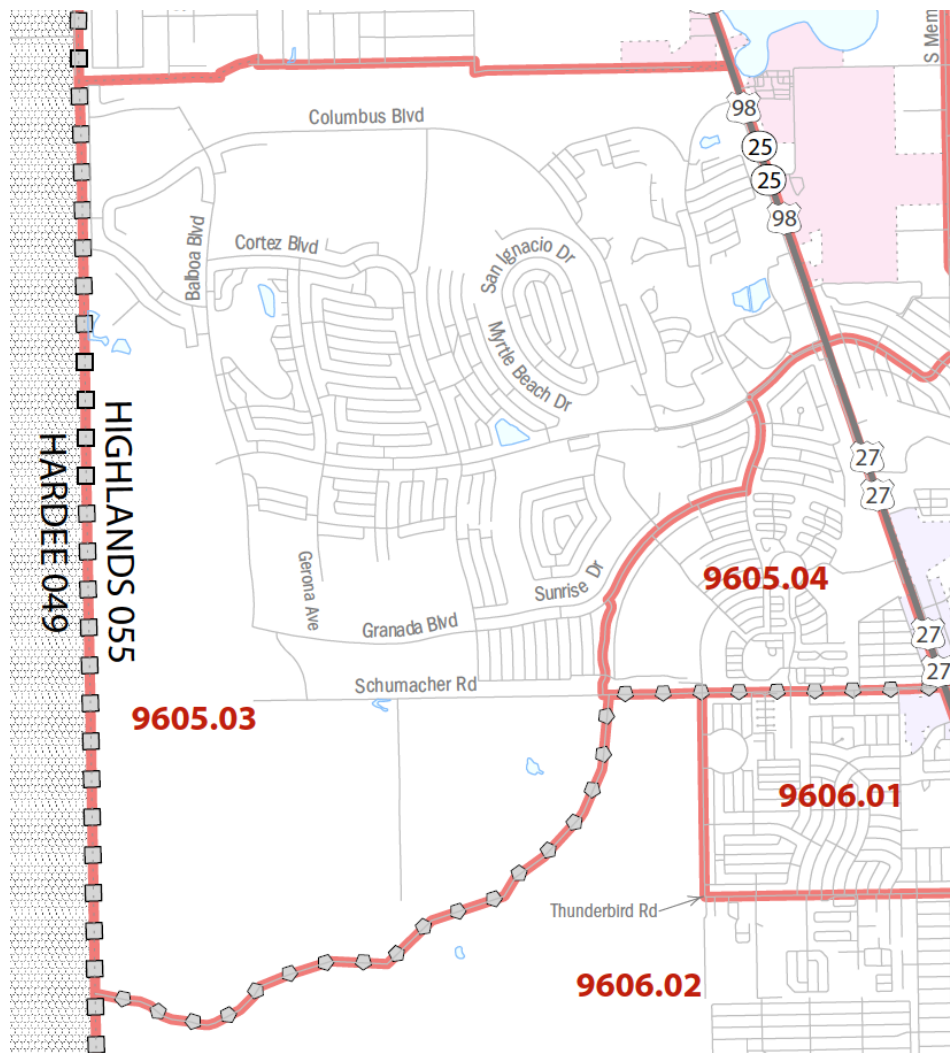 S Mem
98
Columbus Blvd
25
25
98
Balboa Blvd
Cortez Blvd
San Ignacio Dr
Myrtle Beach Dr
HIGHLANDS 055
HARDEE 049
27
27
Gerona Ave
Sunrise Dr
9605.04
Granada Blvd
27
27
Schumacher Rd
9605.03
9606.01
Thunderbird Rd
9606.02